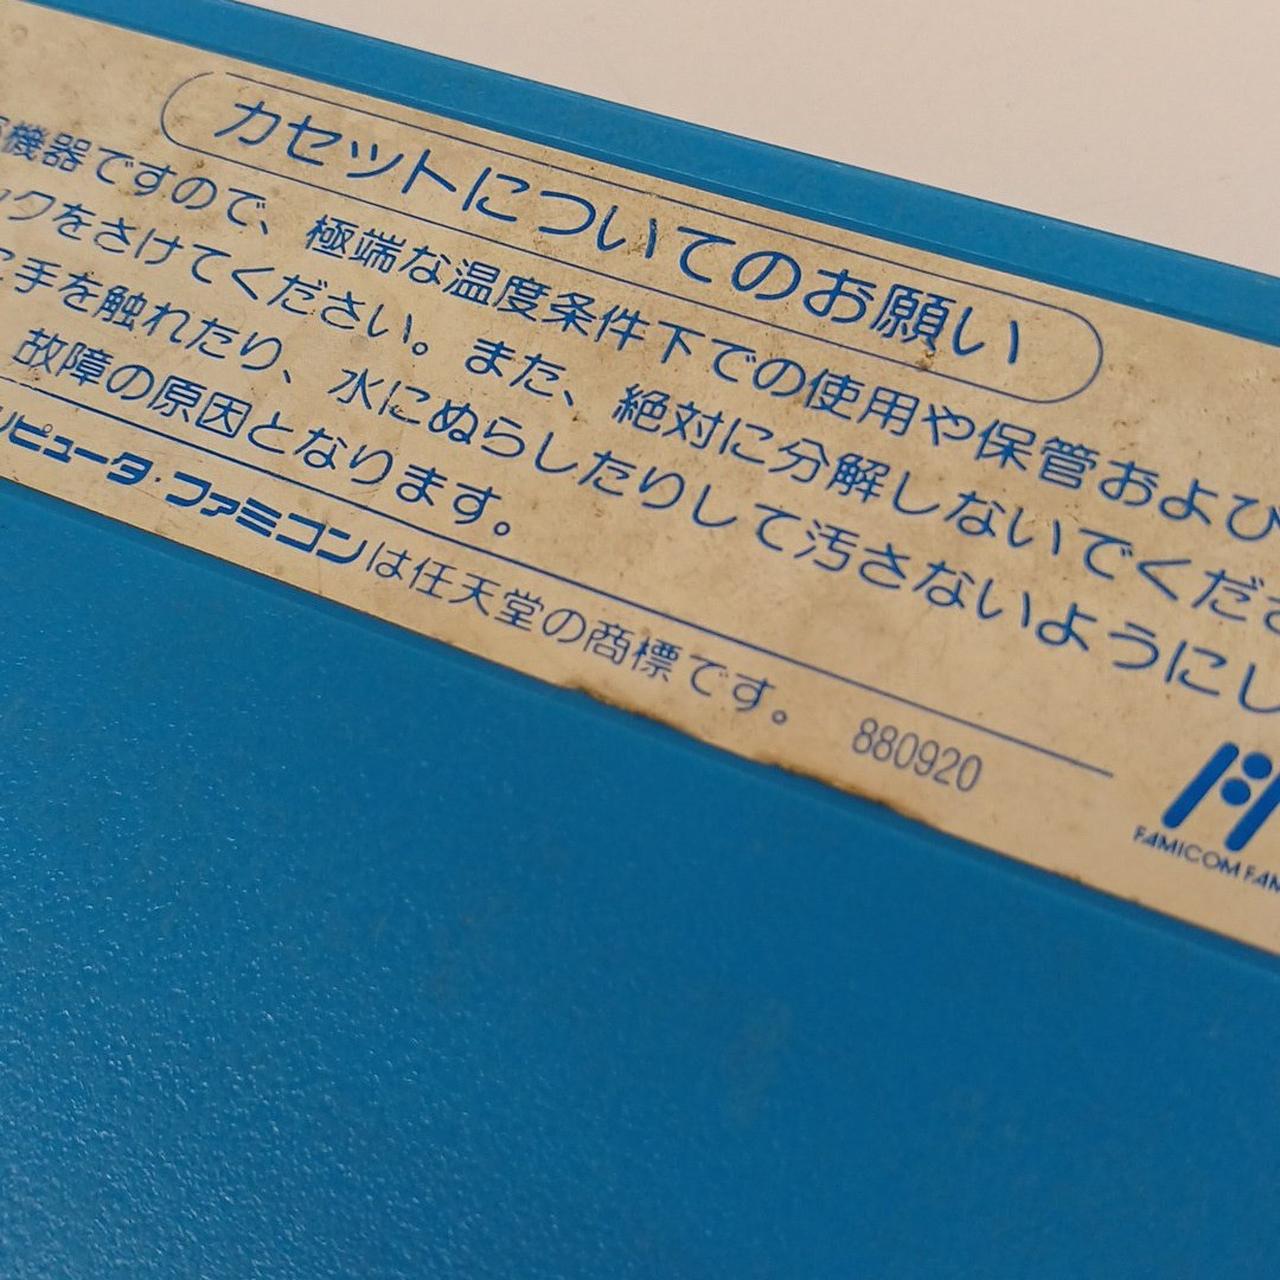 カセットについてのお願い
機器ですので、極端な温度条件下での使用や保管および
ックをさけてください。また、絶対に分解しないでくださ
に手を触れたり、水にぬらしたりして汚さないようにし
故障の原因となります。
ピュータ・ファミコンは任天堂の商標です。 880920
FAMICOM FAM